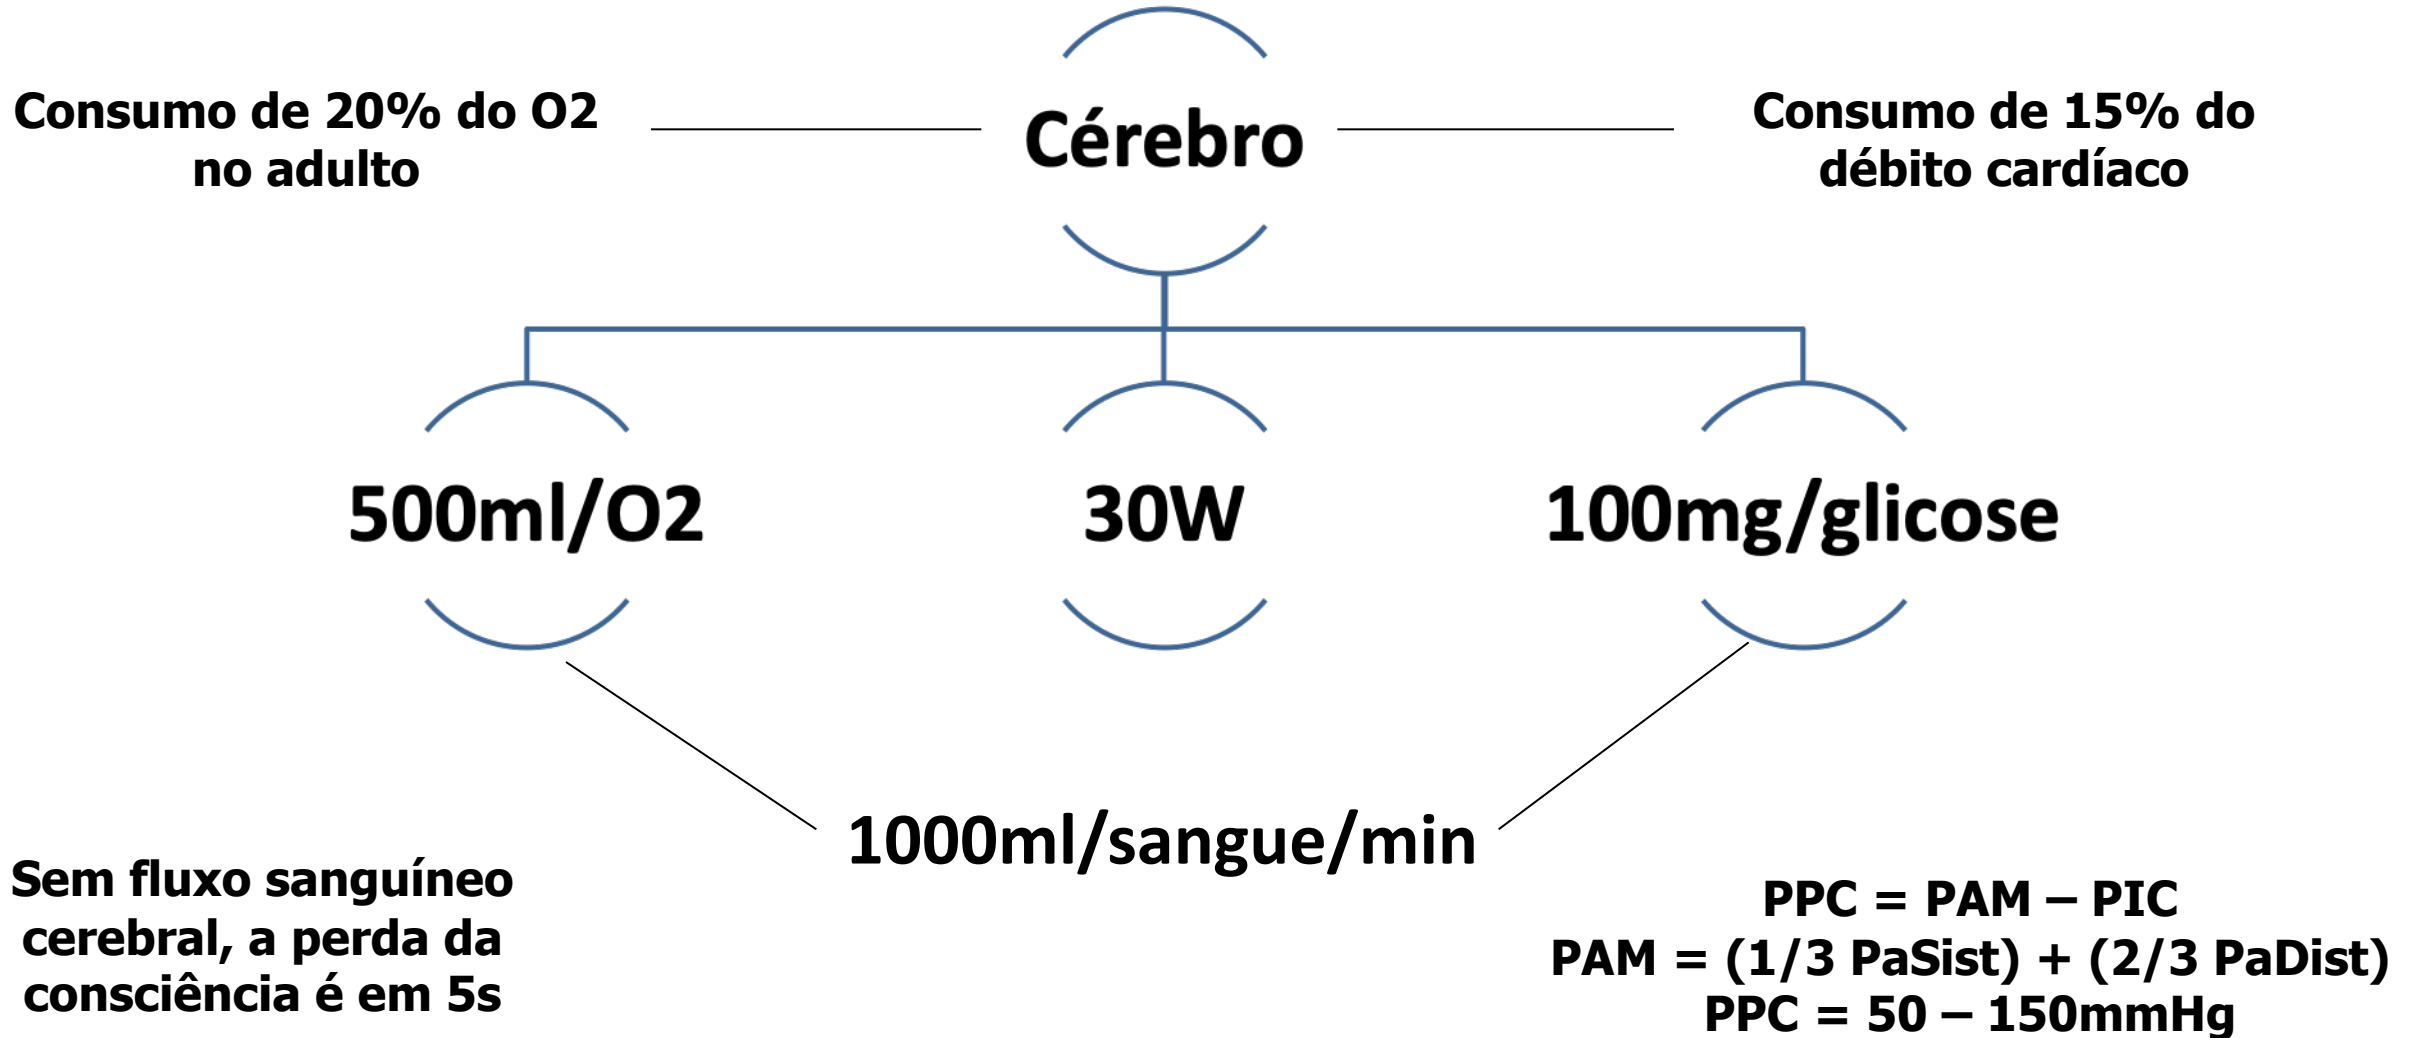 Consumo de 20% do O2
no adulto
Cérebro
Consumo de 15% do
débito cardíaco
500ml/O2
30W
100mg/glicose
1000ml/sangue/min
Sem fluxo sanguíneo
cerebral, a perda da
consciência é em 5s
PPC = PAM – PIC
PAM = (1/3 PaSist) + (2/3 PaDist)
PPC = 50 – 150mmHg